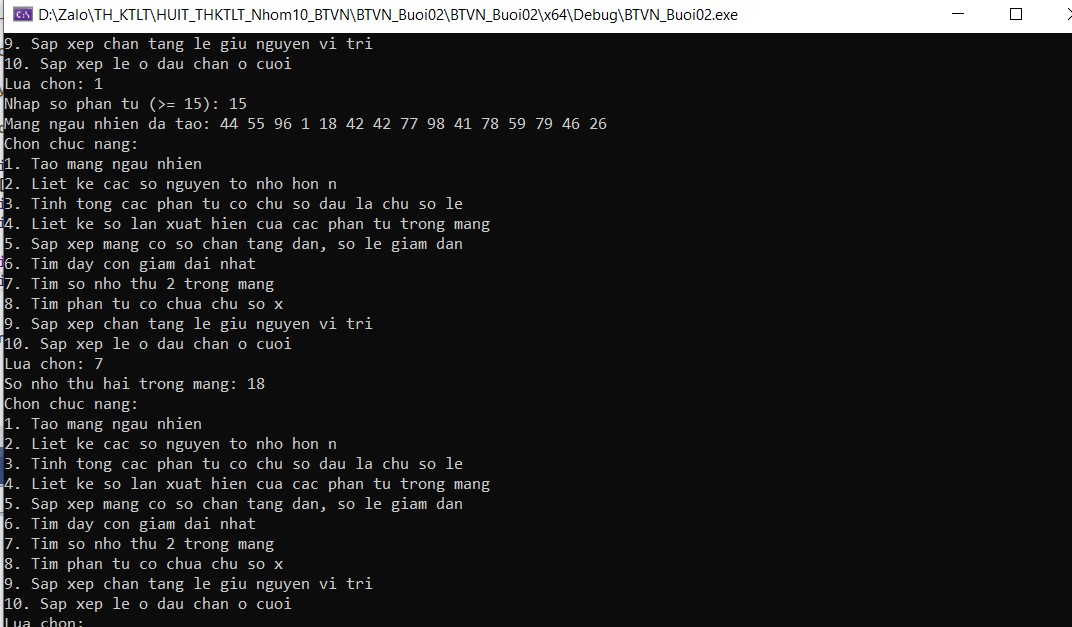 D:\Zalo\TH_KTLT\HUIT_THKTLT_Nhom10_BTVN\BTVN_Buoi02\BTVN_Buoi02\x64\Debug\BTVN_Buoi02.exe
9. Sap xep chan tang le giu nguyen vi tri
10. Sap xep le o dau chan o cuoi
Lua chon: 1
Nhap so phan tu (>= 15): 15
Mang ngau nhien da tao: 44 55 96 1 18 42 42 77 98 41 78 59 79 46 26
Chon chuc nang:
1. Tao mang ngau nhien
2. Liet ke cac so nguyen to nho hon n
3. Tinh tong cac phan tu co chu so dau la chu so le
4. Liet ke so lan xuat hien cua cac phan tu trong mang
5. Sap xep mang co so chan tang dan, so le giam dan
6. Tim day con giam dai nhat
7. Tim so nho thu 2 trong mang
8. Tim phan tu co chua chu so x
9. Sap xep chan tang le giu nguyen vi tri
10. Sap xep le o dau chan o cuoi
Lua chon: 7
So nho thu hai trong mang: 18
Chon chuc nang:
1. Tao mang ngau nhien
2. Liet ke cac so nguyen to nho hon n
3. Tinh tong cac phan tu co chu so dau la chu so le
4. Liet ke so lan xuat hien cua cac phan tu trong mang
5. Sap xep mang co so chan tang dan, so le giam dan
6. Tim day con giam dai nhat
7. Tim so nho thu 2 trong mang
8. Tim phan tu co chua chu so x
9. Sap xep chan tang le giu nguyen vi tri
10. Sap xep le o dau chan o cuoi
Lua chon: